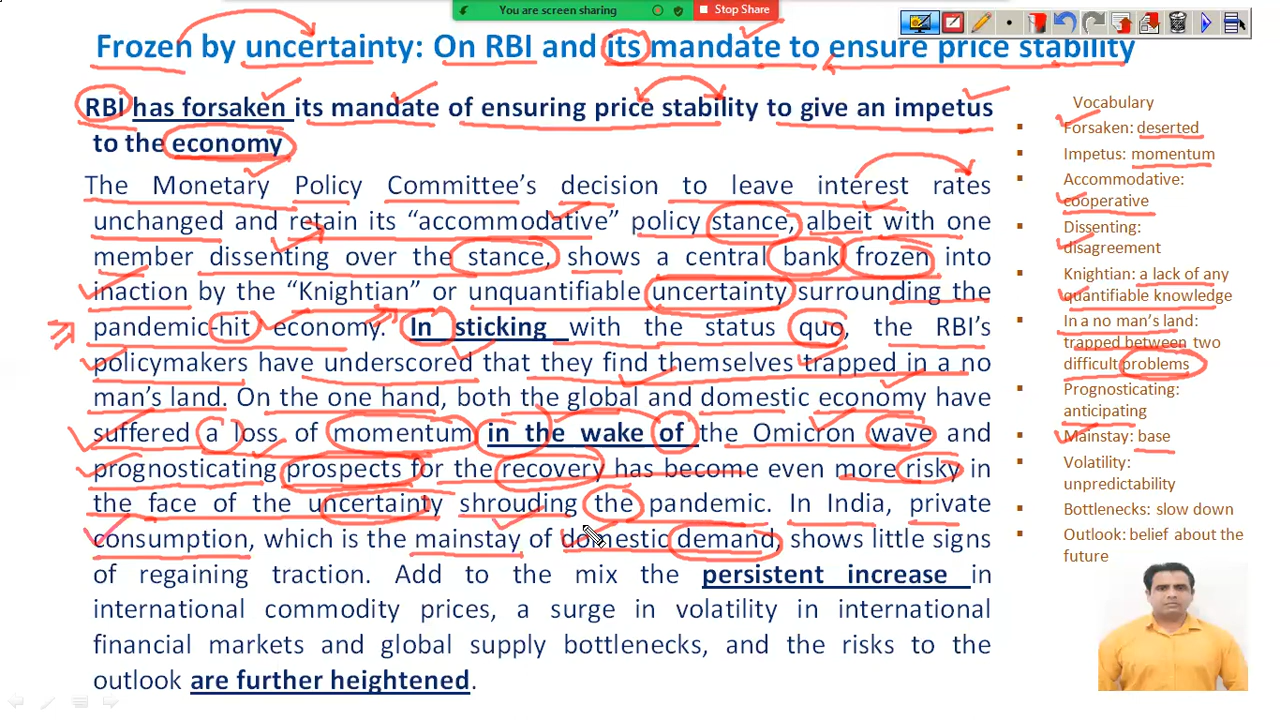 You are screen sharing
Stop Share
Frozen by uncertainty: On RBI and its mandate to ensure price stability
RBI has forsaken its mandate of ensuring price stability to give an impetus
to the economy
The Monetary Policy Committee's decision to leave interest rates
unchanged and retain its “accommodative” policy stance, albeit with one
member dissenting over the stance, shows a central bank frozen into
inaction by the “Knightian” or unquantifiable uncertainty surrounding the
pandemic-hit economy. In sticking with the status quo, the RBI's
policymakers have underscored that they find themselves trapped in a no
man's land. On the one hand, both the global and domestic economy have
suffered a loss of momentum in the wake of the Omicron wave and
prognosticating prospects for the recovery has become even more risky in
the face of the uncertainty shrouding the pandemic. In India, private
consumption, which is the mainstay of domestic demand, shows little signs
of regaining traction. Add to the mix the persistent increase in
international commodity prices, a surge in volatility in international
financial markets and global supply bottlenecks, and the risks to the
outlook are further heightened.
Vocabulary
▪ Forsaken: deserted
▪ Impetus: momentum
▪ Accommodative:
cooperative
▪ Dissenting:
disagreement
▪ Knightian: a lack of any
quantifiable knowledge
▪ In a no man's land:
trapped between two
difficult problems
▪ Prognosticating:
anticipating
▪ Mainstay: base
▪ Volatility:
unpredictability
▪ Bottlenecks: slow down
▪ Outlook: belief about the
future